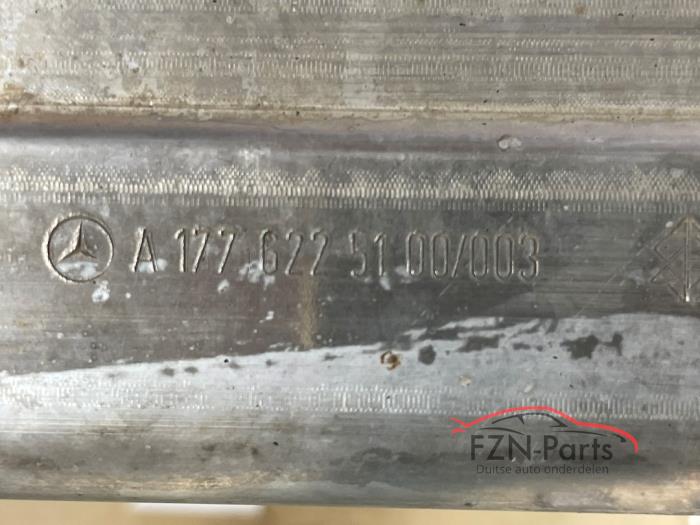 A 177 622 51 00/003
FZN-Parts
Duitse auto onderdelen